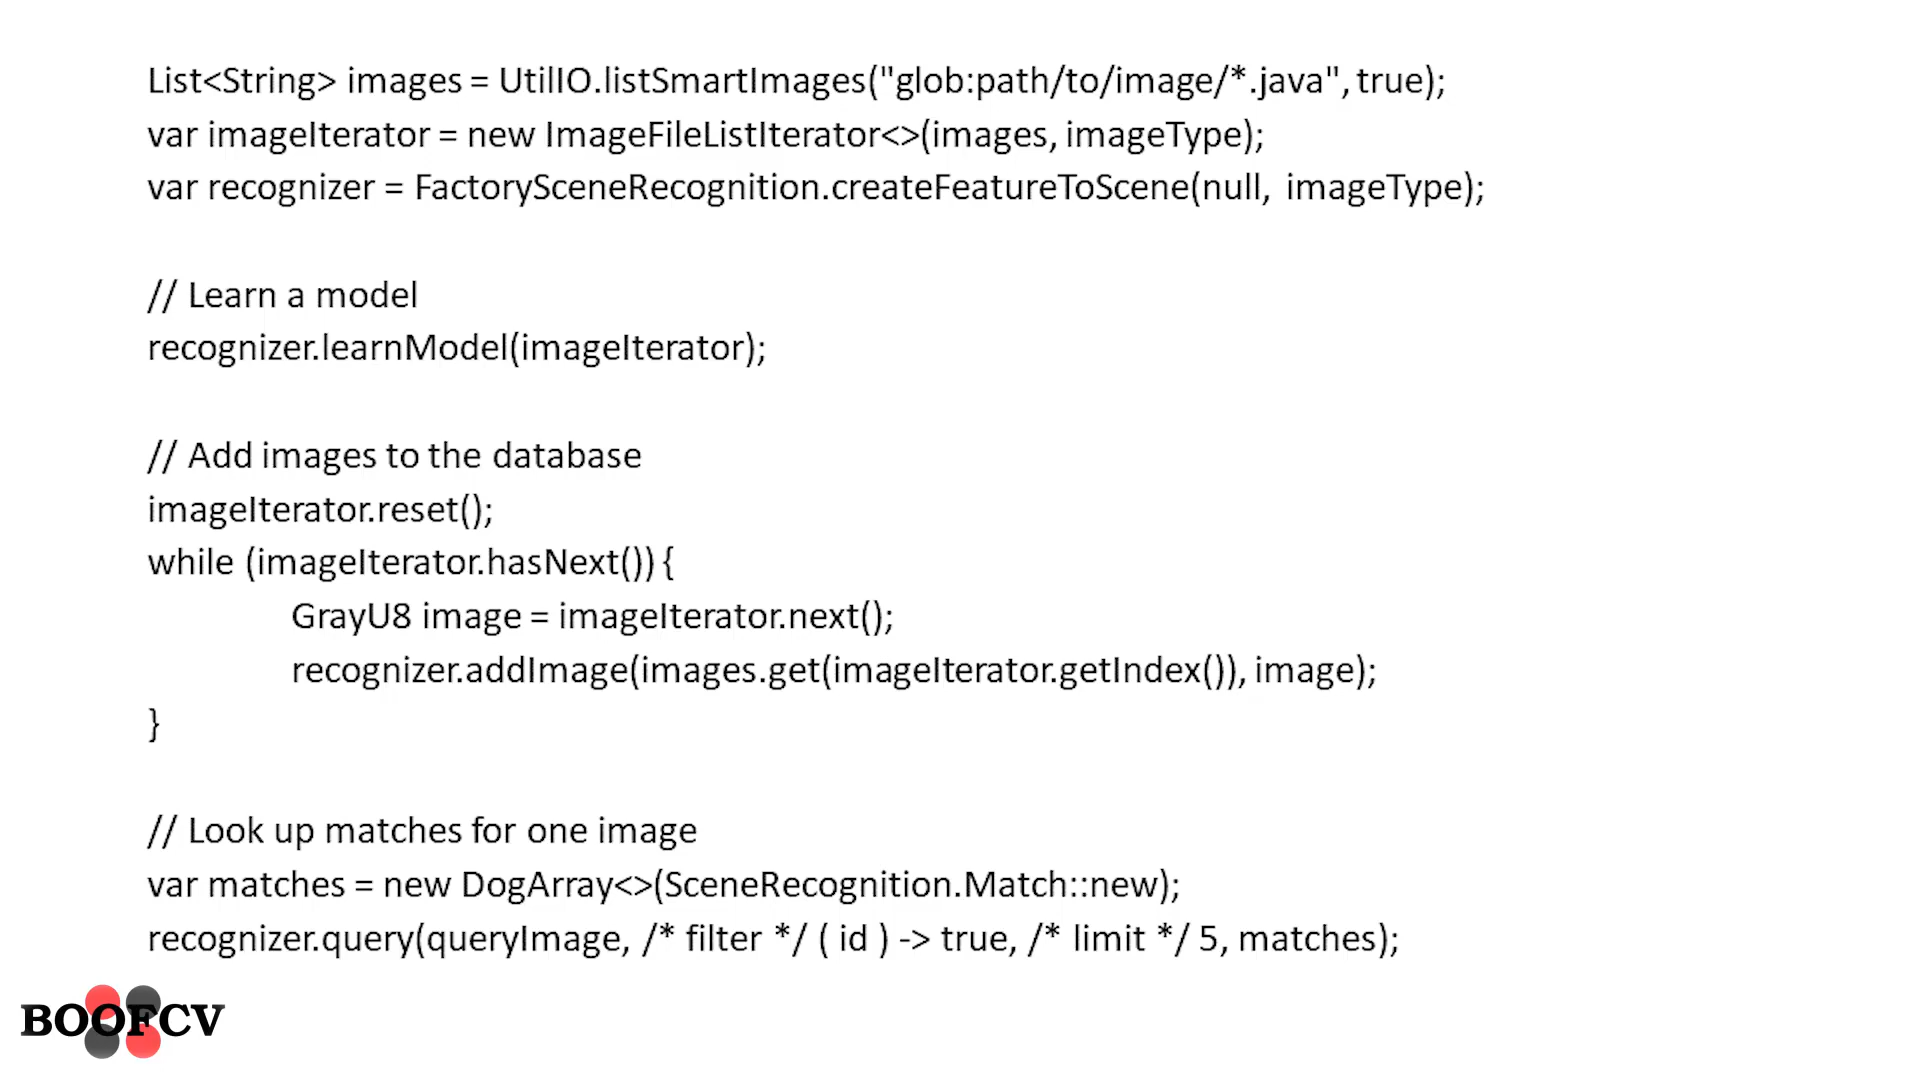 List<String> images = UtilIO.listSmartImages("glob:path/to/image/*.java", true);
var imageIterator = new ImageFileListIterator<>(images, imageType);
var recognizer = FactorySceneRecognition.createFeatureToScene(null, imageType);
// Learn a model
recognizer.learnModel(imageIterator);
// Add images to the database
imageIterator.reset();
while (imageIterator.hasNext()) {
GrayU8 image = imageIterator.next();
recognizer.addImage(images.get(imageIterator.getIndex()), image);
}
// Look up matches for one image
var matches = new DogArray<>(SceneRecognition.Match::new);
recognizer.query(queryImage, /* filter */ ( id ) -> true, /* limit */ 5, matches);
BOOFCV